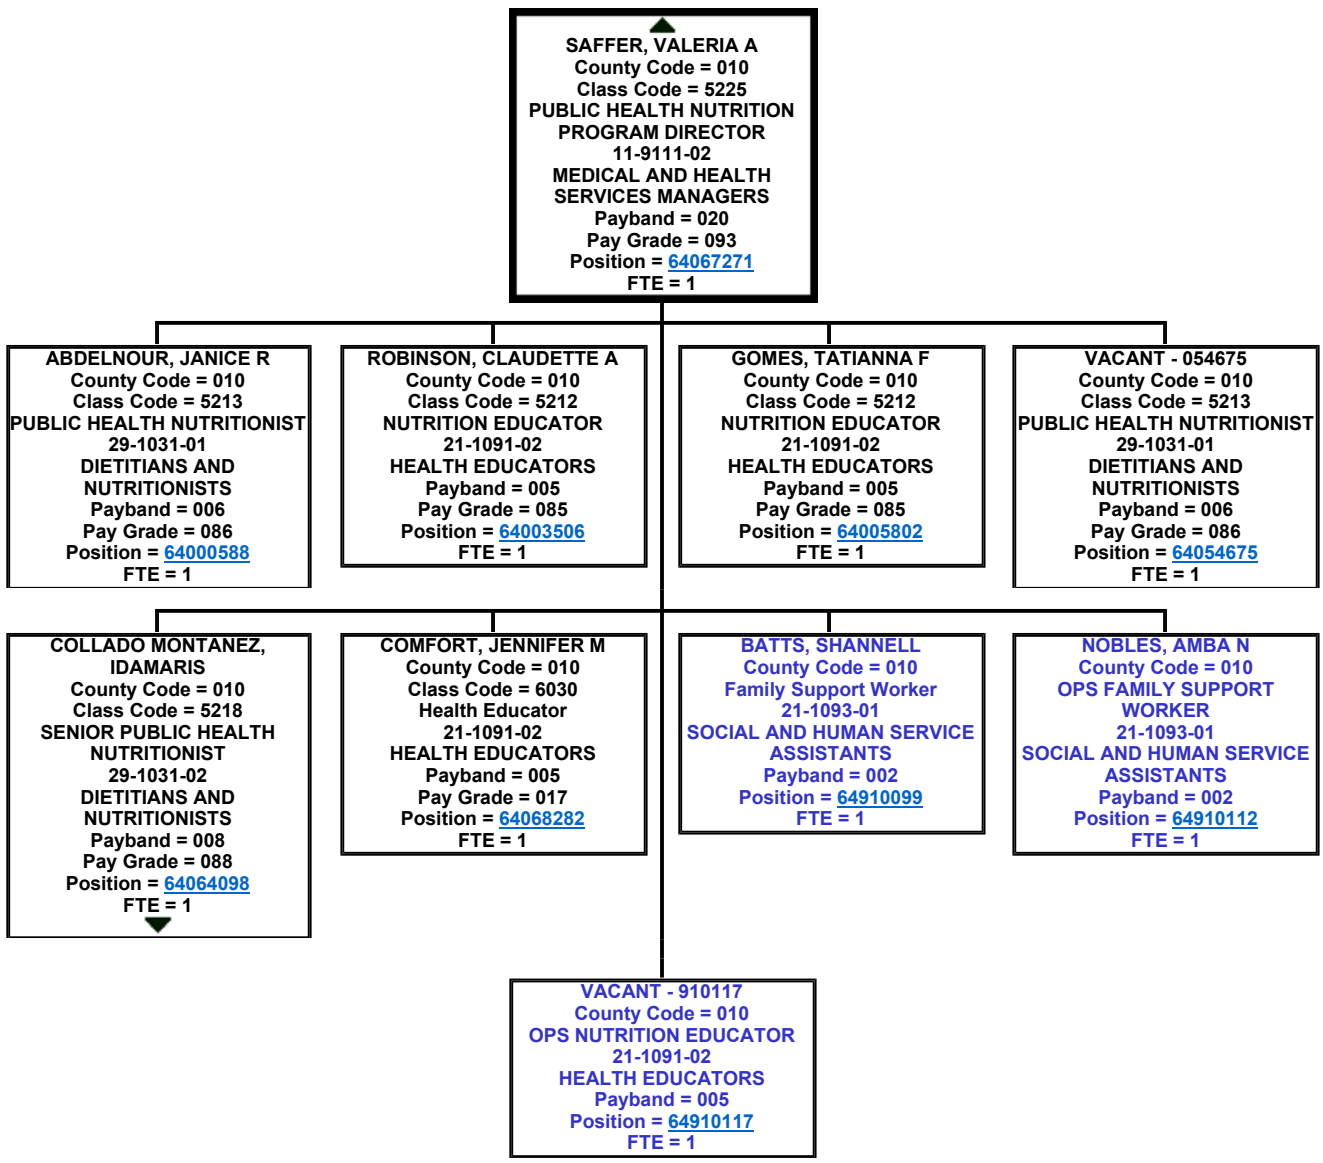 SAFFER, VALERIA A
County Code = 010
Class Code = 5225
PUBLIC HEALTH NUTRITION
PROGRAM DIRECTOR
11-9111-02
MEDICAL AND HEALTH
SERVICES MANAGERS
Payband = 020
Pay Grade = 093
Position = 64067271
FTE = 1
ABDELNOUR, JANICE R
County Code = 010
Class Code = 5213
PUBLIC HEALTH NUTRITIONIST
29-1031-01
DIETITIANS AND
NUTRITIONISTS
Payband = 006
Pay Grade = 086
Position = 64000588
FTE = 1
ROBINSON, CLAUDETTE A
County Code = 010
Class Code = 5212
NUTRITION EDUCATOR
21-1091-02
HEALTH EDUCATORS
Payband = 005
Pay Grade = 085
Position = 64003506
FTE = 1
GOMES, TATIANNA F
County Code = 010
Class Code = 5212
NUTRITION EDUCATOR
21-1091-02
HEALTH EDUCATORS
Payband = 005
Pay Grade = 085
Position = 64005802
FTE = 1
VACANT - 054675
County Code = 010
Class Code = 5213
PUBLIC HEALTH NUTRITIONIST
29-1031-01
DIETITIANS AND
NUTRITIONISTS
Payband = 006
Pay Grade = 086
Position = 64054675
FTE = 1
COLLADO MONTANEZ,
IDAMARIS
County Code = 010
Class Code = 5218
SENIOR PUBLIC HEALTH
NUTRITIONIST
29-1031-02
DIETITIANS AND
NUTRITIONISTS
Payband = 008
Pay Grade = 088
Position = 64064098
FTE = 1
COMFORT, JENNIFER M
County Code = 010
Class Code = 6030
Health Educator
21-1091-02
HEALTH EDUCATORS
Payband = 005
Pay Grade = 017
Position = 64068282
FTE = 1
BATTS, SHANNELL
County Code = 010
Family Support Worker
21-1093-01
SOCIAL AND HUMAN SERVICE
ASSISTANTS
Payband = 002
Position = 64910099
FTE = 1
NOBLES, AMBA N
County Code = 010
OPS FAMILY SUPPORT
WORKER
21-1093-01
SOCIAL AND HUMAN SERVICE
ASSISTANTS
Payband = 002
Position = 64910112
FTE = 1
VACANT - 910117
County Code = 010
OPS NUTRITION EDUCATOR
21-1091-02
HEALTH EDUCATORS
Payband = 005
Position = 64910117
FTE = 1